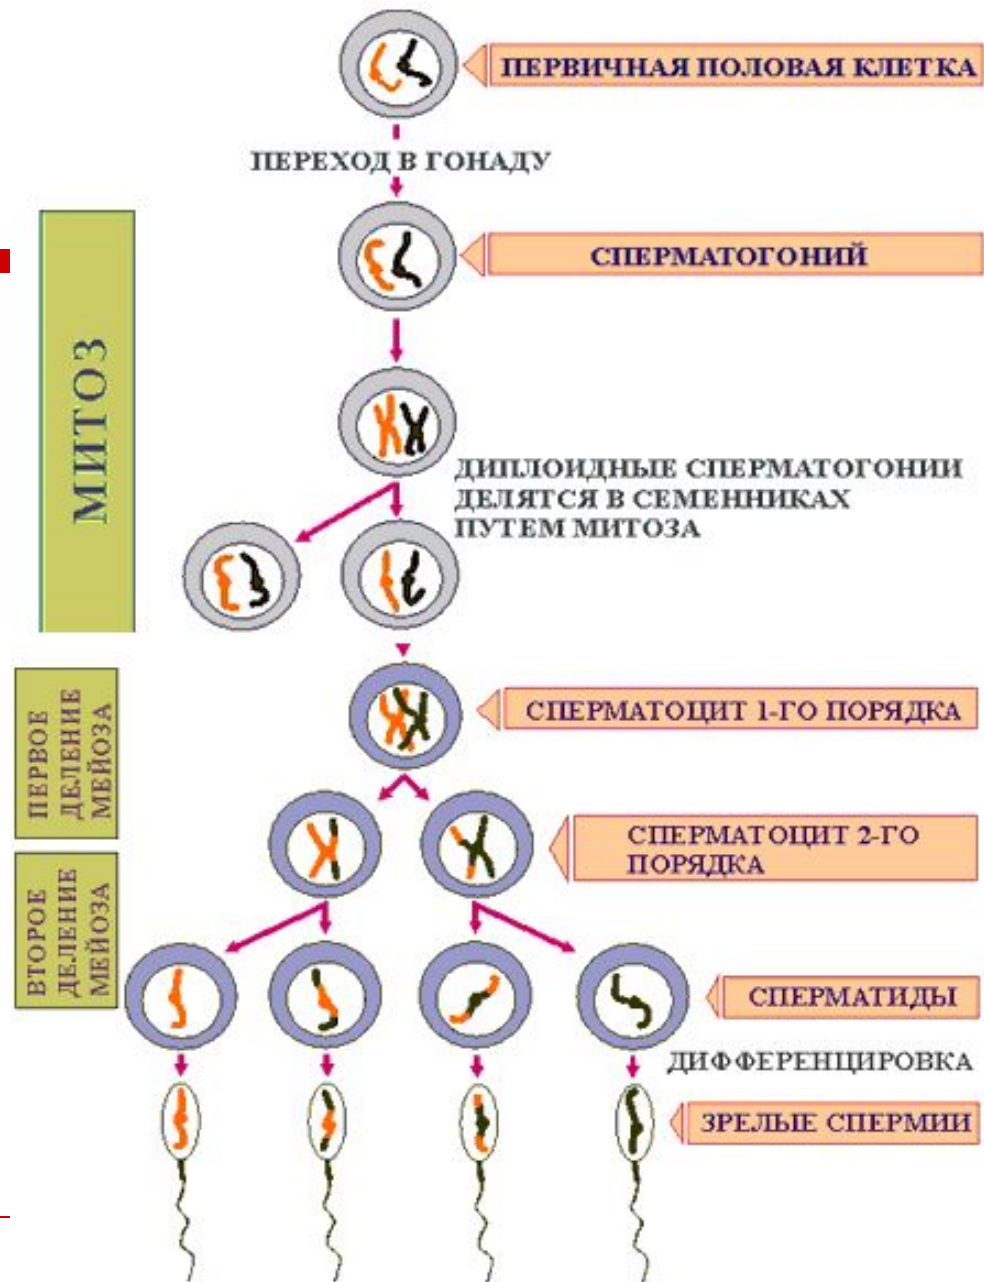 ПЕРВИЧНАЯ ПОЛОВАЯ КЛЕТКА
ПЕРЕХОД В ГОНАДУ
МИТОЗ
СПЕРМАТОГОНИЙ
ДИПЛОИДНЫЕ СПЕРМАТОГОНИИ
ДЕЛЯТСЯ В СЕМЕННИКАХ
ПУТЕМ МИТОЗА
ПЕРВОЕ
ДЕЛЕНИЕ
МЕЙОЗА
СПЕРМАТОЦИТ 1-ГО ПОРЯДКА
СПЕРМАТОЦИТ 2-ГО
ПОРЯДКА
ВТОРОЕ
ДЕЛЕНИЕ
МЕЙОЗА
СПЕРМАТИДЫ
ДИФФЕРЕНЦИРОВКА
ЗРЕЛЫЕ СПЕРМИИ